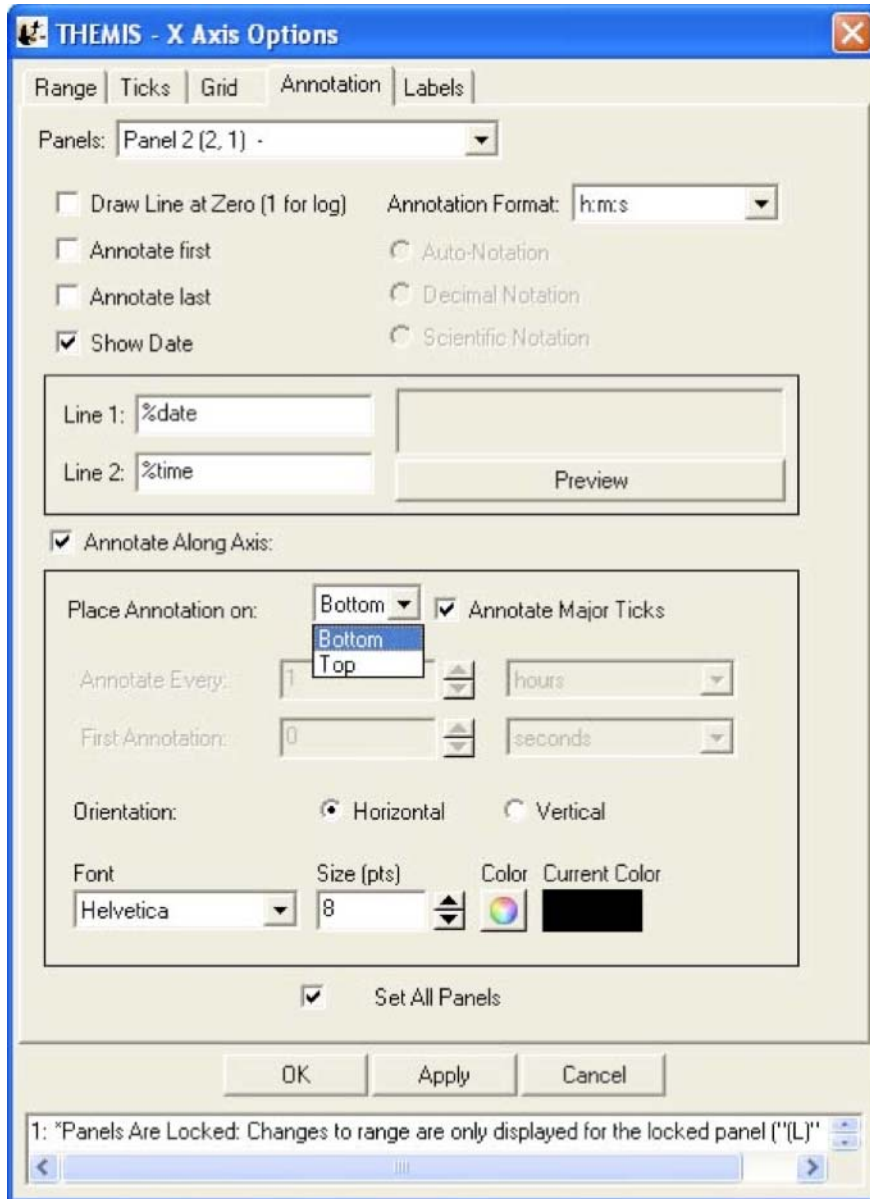 THEMIS - X Axis Options
Range Ticks Grid Annotation Labels
Panels: Panel 2 (2, 1) -
Draw Line at Zero (1 for log) Annotation Format: h:m:s
Annotate first Auto-Notation
Annotate last Decimal Notation
Show Date Scientific Notation
Line 1: %date
Line 2: %time Preview
Annotate Along Axis:
Place Annotation on: Bottom Annotate Major Ticks
Bottom
Top
Annotate Every: 1 hours
First Annotation: 0 seconds
Orientation: Horizontal Vertical
Font Size (pts) Color Current Color
Helvetica 8
Set All Panels
OK Apply Cancel
1: *Panels Are Locked: Changes to range are only displayed for the locked panel ("(L)"